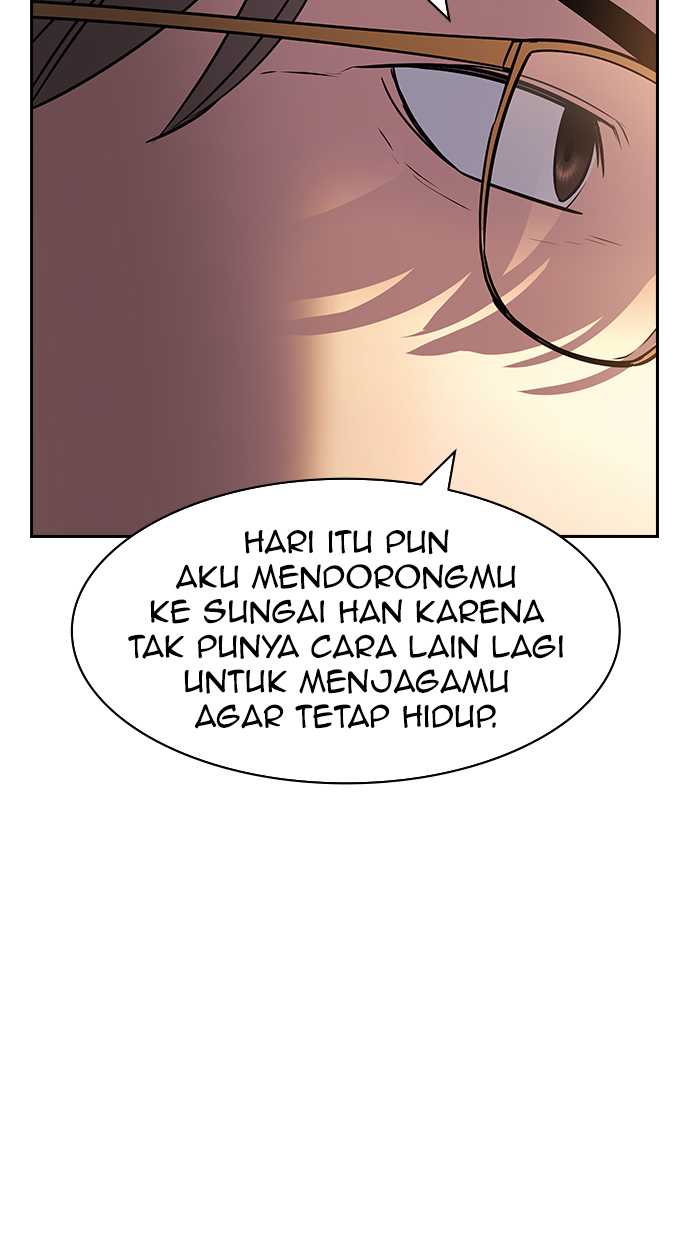 HARI ITU PUN
AKU MENDORONGMU
KE SUNGAI HAN KARENA
TAK PUNYA CARA LAIN LAGI
UNTUK MENJAGAMU
AGAR TETAP HIDUP.